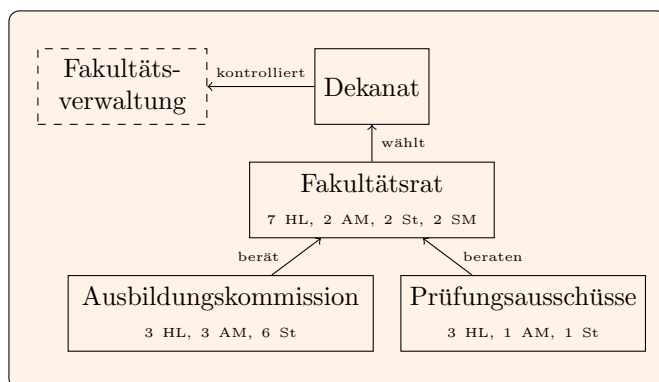 Fakultäts-
verwaltung
kontrolliert
Dekanat
wählt
Fakultätsrat
7 HL, 2 AM, 2 St, 2 SM
berät
beraten
Ausbildungskommission
3 HL, 3 AM, 6 St
Prüfungsausschüsse
3 HL, 1 AM, 1 St